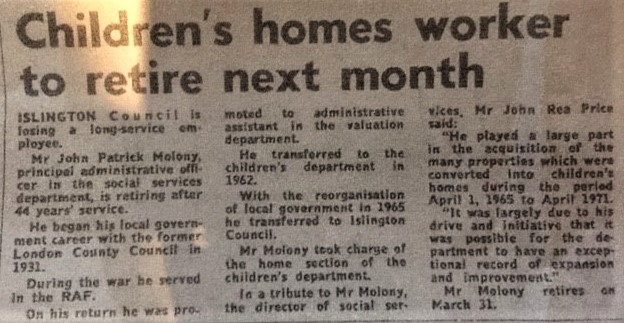 Children's homes worker
to retire next month
ISLINGTON Council is
losing a long-service em-
ployee.
Mr John Patrick Molony,
principal administrative offi-
cer in the social services
department, is retiring after
44 years' service.
He began his local govern-
ment career with the former
London County Council in
1931.
During the war he served
in the RAF.
On his return he was pro-
moted to administrative
assistant in the valuation
department.
He transferred to the
children's department in
1962.
With the reorganisation
of local government in 1965
he transferred to Islington
Council.
Mr Molony took charge of
the home section of the
children's department.
In a tribute to Mr Molony,
the director of social ser-
vices, Mr John Rea Price
said:
"He played a large part
in the acquisition of the
many properties which were
converted into children's
homes during the period
April 1, 1965 to April 1971.
"It was largely due to his
drive and initiative that it
was possible for the de-
partment to have an excep-
tional record of expansion
and improvement."
Mr Molony retires on
March 31.